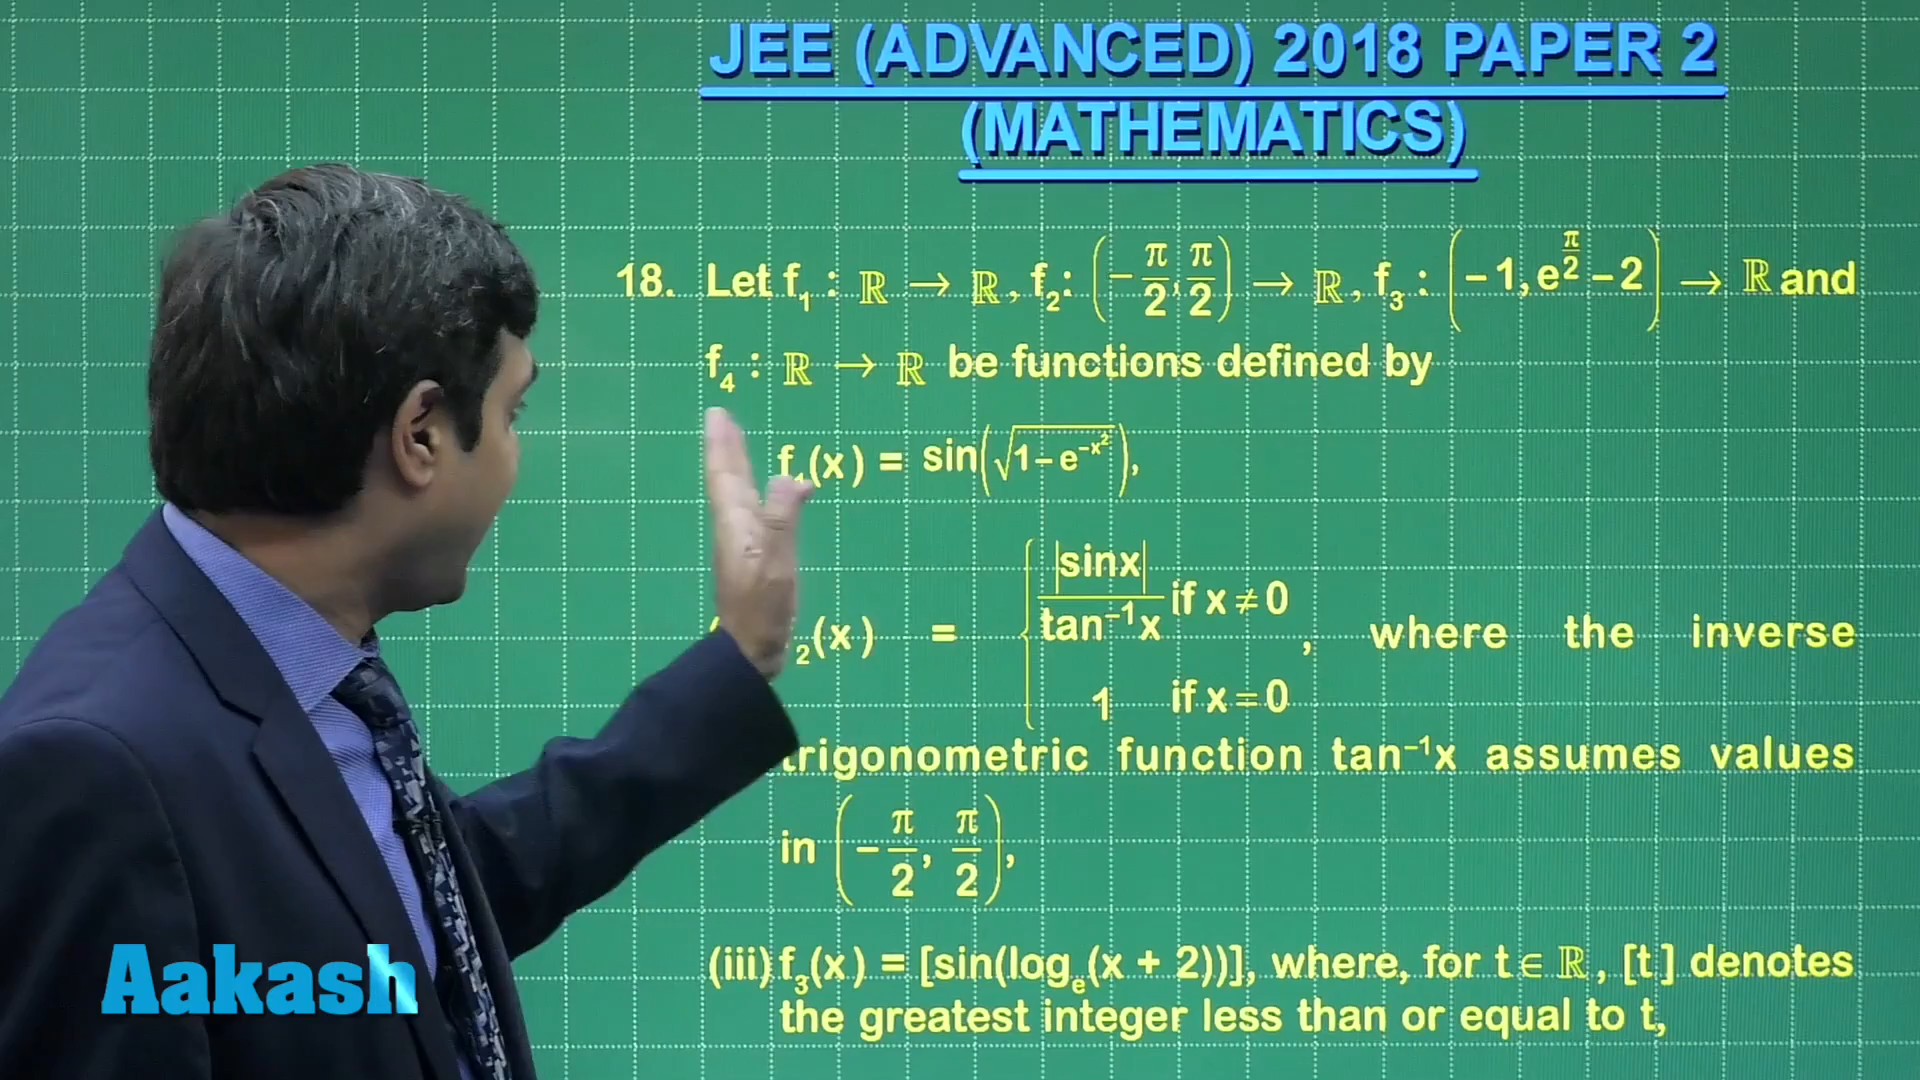 JEE (ADVANCED) 2018 PAPER 2
(MATHEMATICS)
18. Let f₁ : ℝ → ℝ, f₂: (−π/2, π/2) → ℝ, f₃ : (−1, e^(π/2) − 2) → ℝ and
f₄ : ℝ → ℝ be functions defined by
f₁(x) = sin(√(1−e^(−x²))),
₂(x) = { |sinx| / tan⁻¹x if x ≠ 0, 1 if x = 0 , where the inverse
trigonometric function tan⁻¹x assumes values
in (−π/2, π/2),
(iii) f₃(x) = [sin(logₑ(x + 2))], where, for t ∈ ℝ, [t] denotes
the greatest integer less than or equal to t,
Aakash